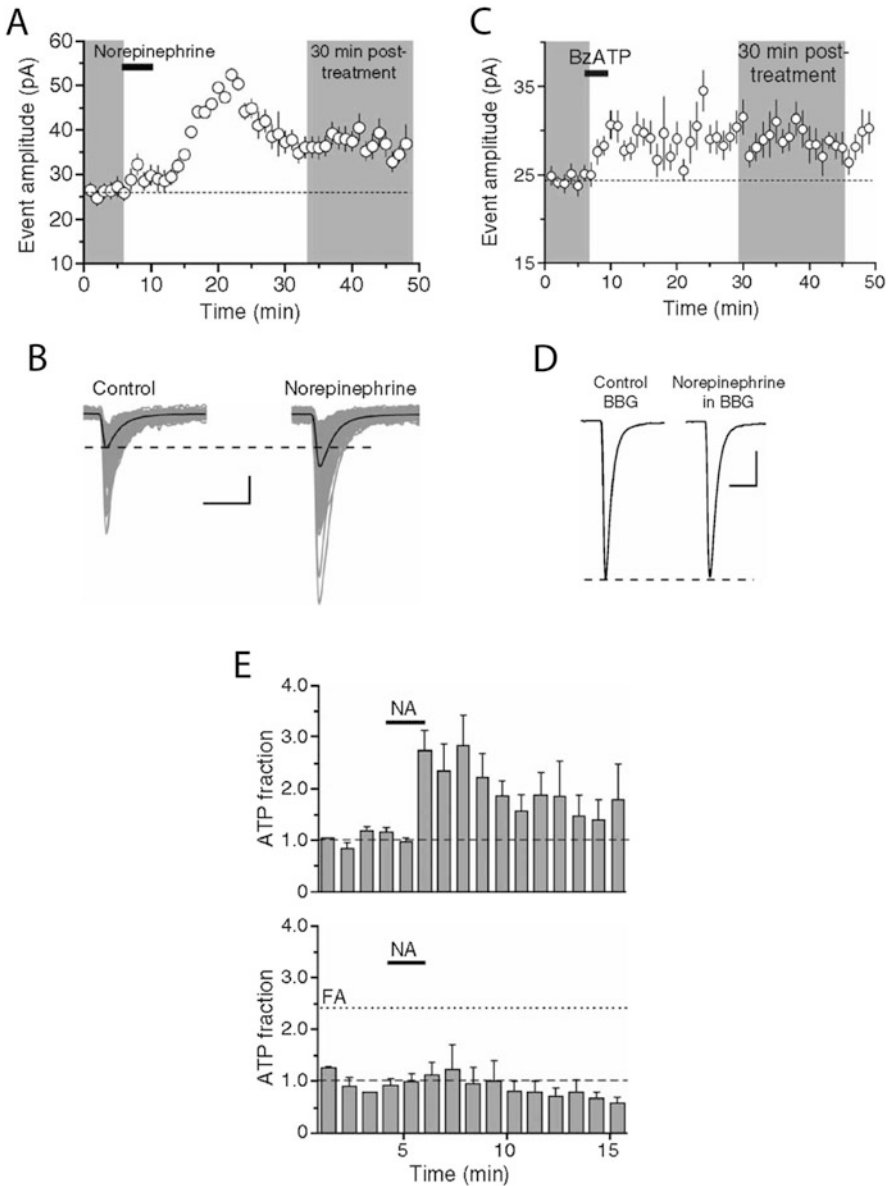 A
Norepinephrine
30 min post-
treatment
Event amplitude (pA)
60
50
40
30
20
10
0 10 20 30 40 50
Time (min)
C
BzATP
30 min post-
treatment
Event amplitude (pA)
35
25
15
0 10 20 30 40 50
Time (min)
B
Control
Norepinephrine
D
Control
BBG
Norepinephrine
in BBG
E
NA
ATP fraction
4.0
3.0
2.0
1.0
0
NA
FA
ATP fraction
4.0
3.0
2.0
1.0
0
5 10 15
Time (min)